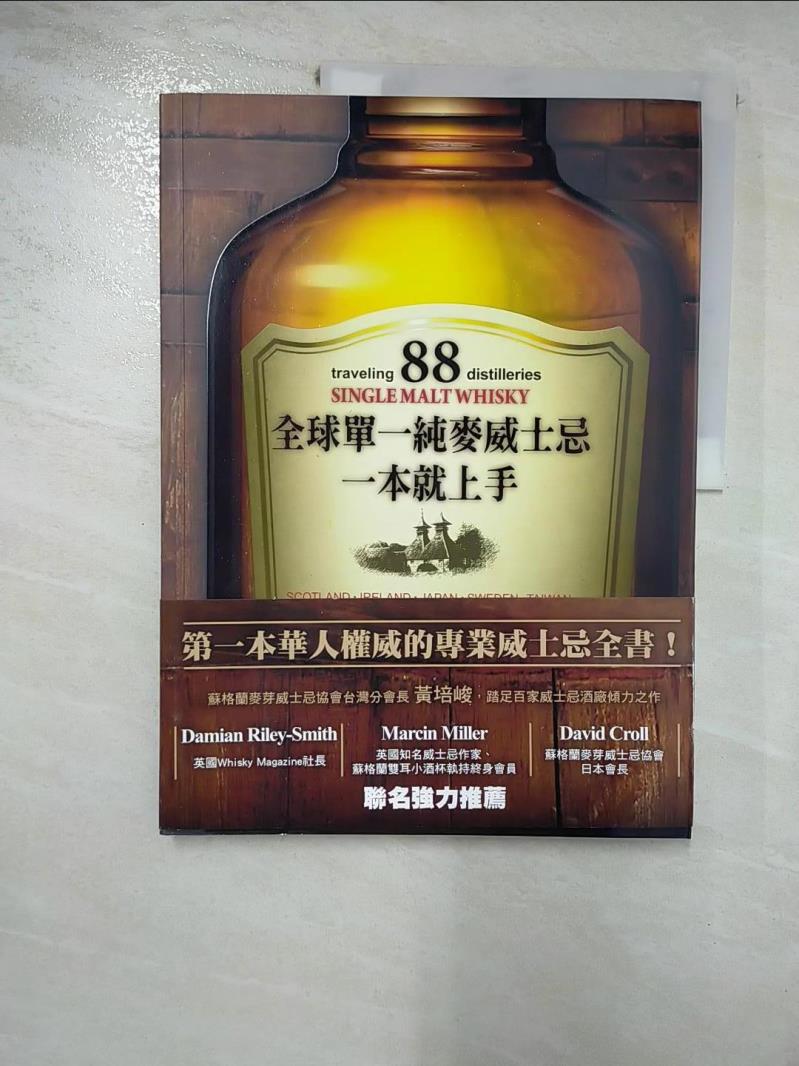 traveling 88 distilleries
SINGLE MALT WHISKY
全球單一純麥威士忌
一本就上手
SCOTLAND · IRELAND · JAPAN · SWEDEN · TAIWAN
第一本華人權威的專業威士忌全書！
蘇格蘭麥芽威士忌協會台灣分會長 黃培峻，踏足百家威士忌酒廠傾力之作
Damian Riley-Smith
英國Whisky Magazine社長
Marcin Miller
英國知名威士忌作家、
蘇格蘭雙耳小酒杯執持終身會員
David Croll
蘇格蘭麥芽威士忌協會
日本會長
聯名強力推薦